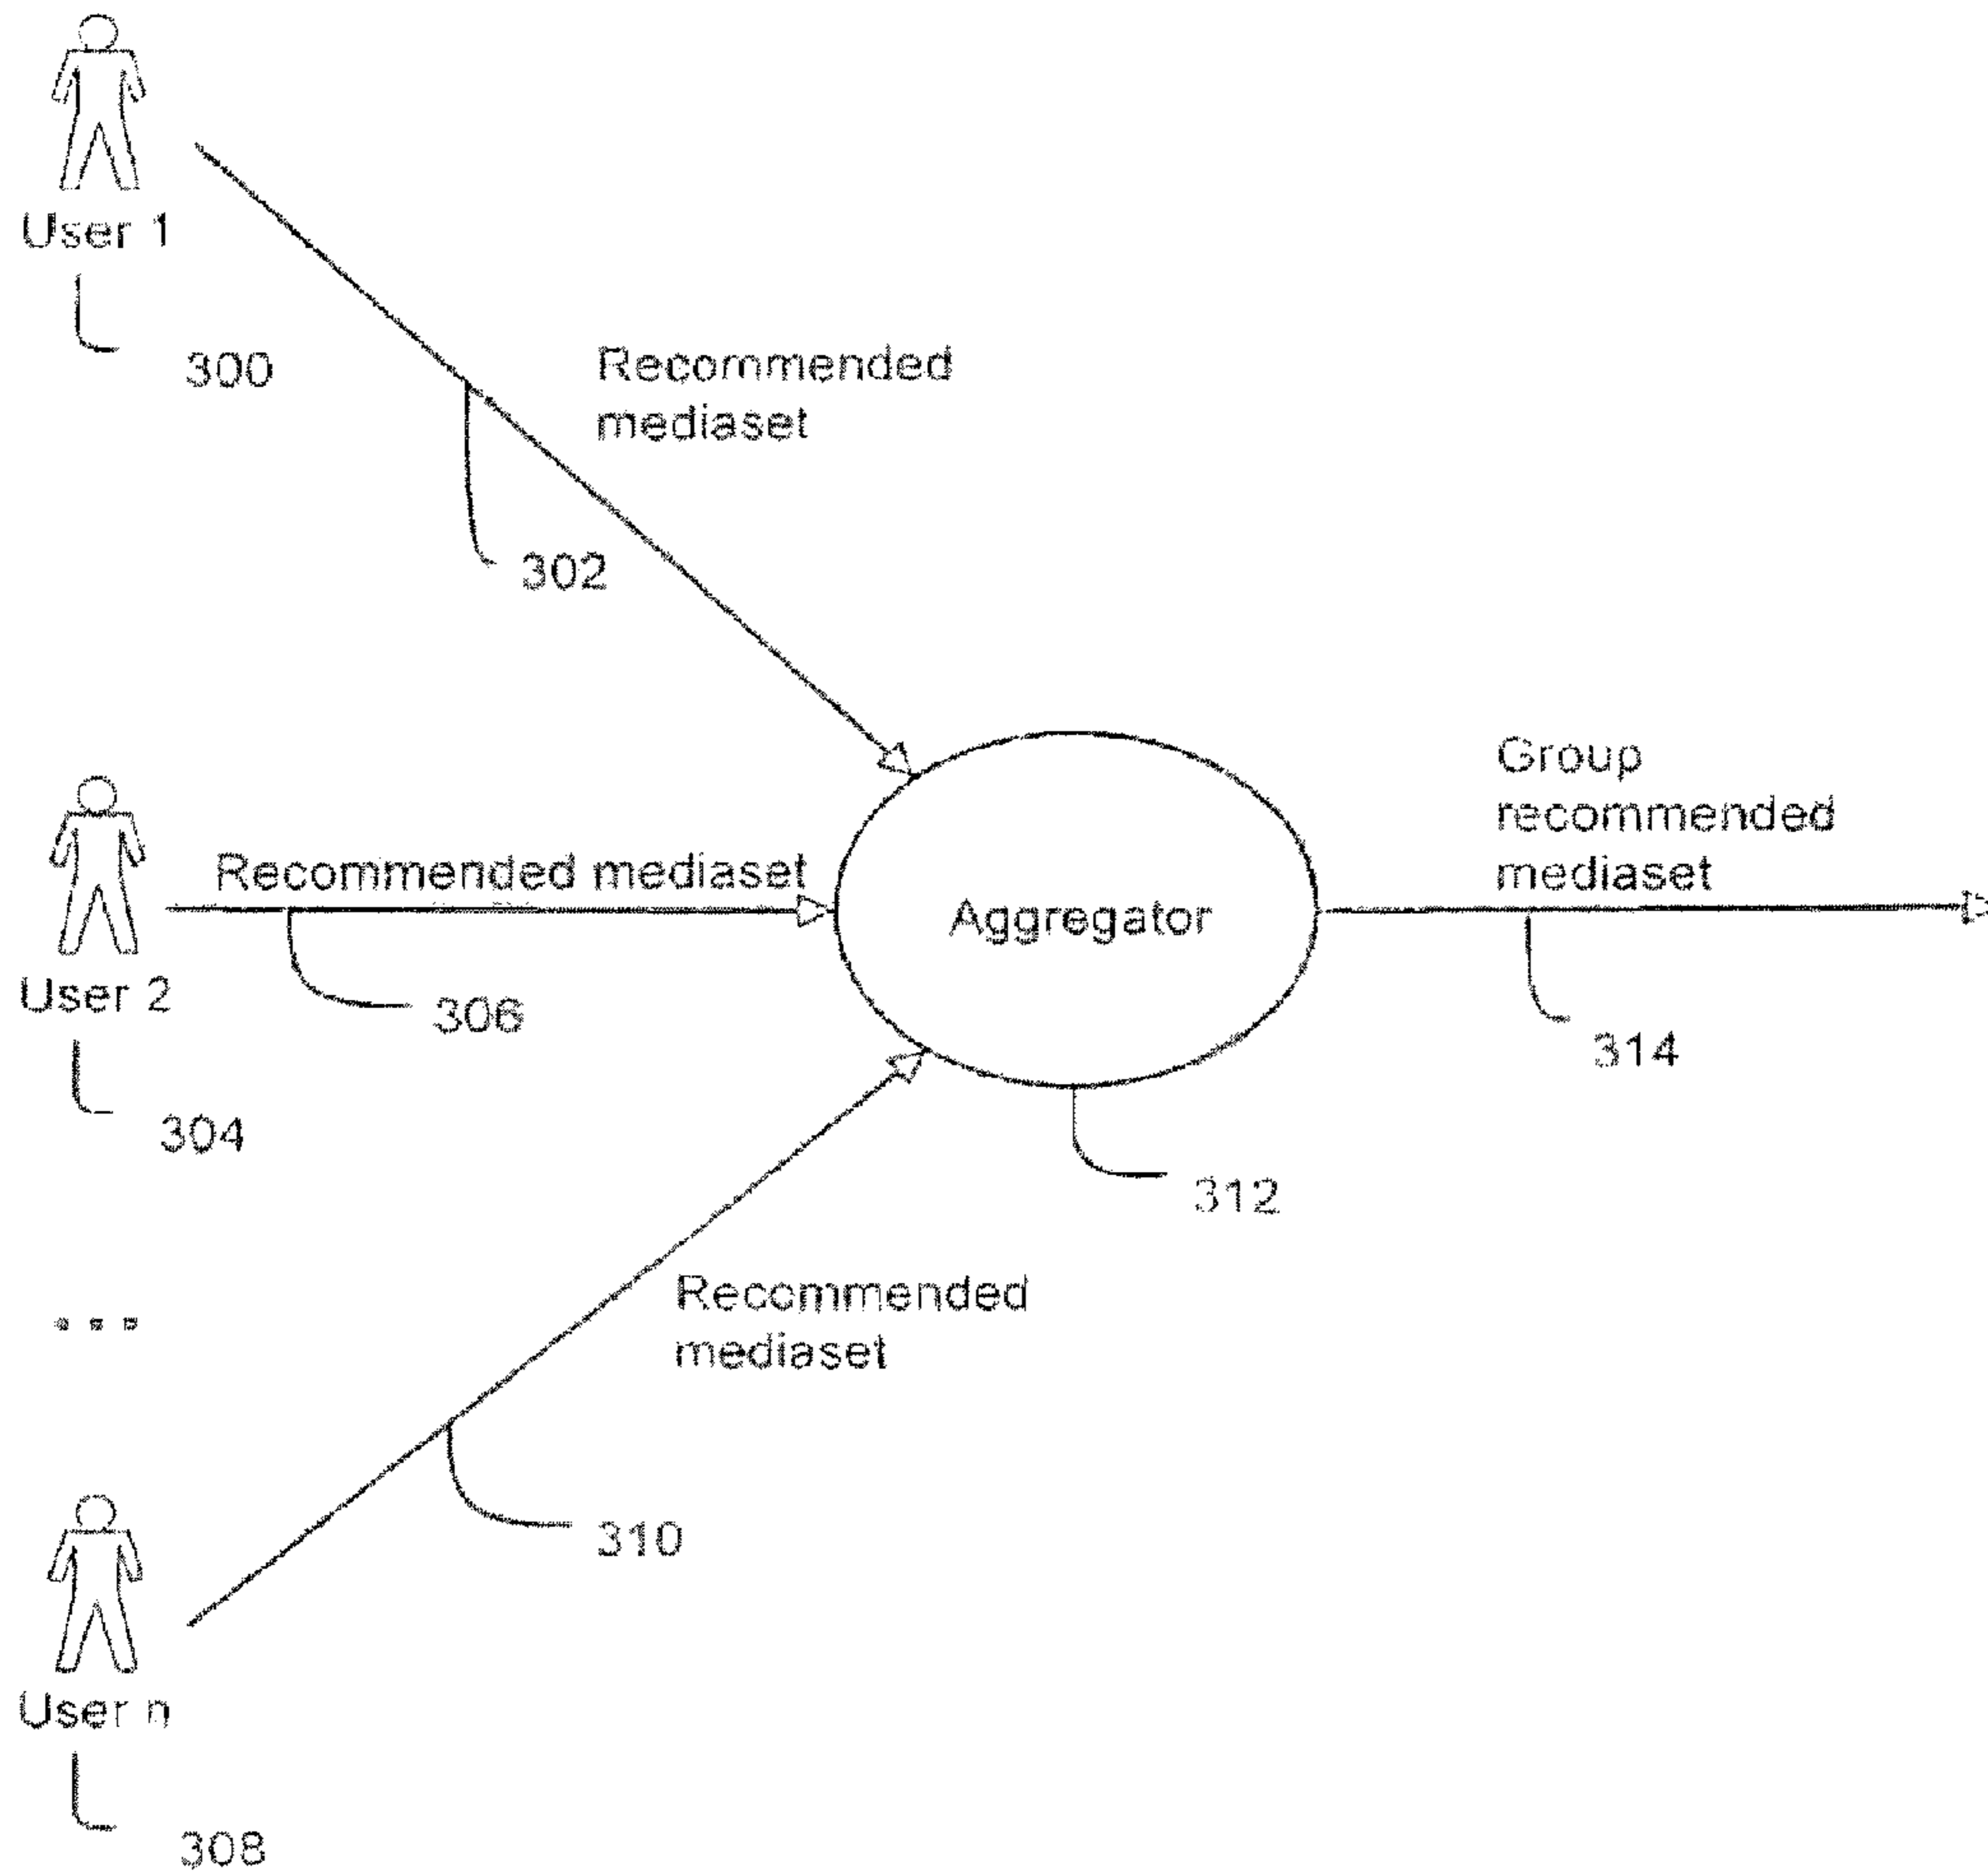 User 1
300
Recommended
mediaset
302
Group
recommended
mediaset
Recommended mediaset
Aggregator
User 2
306
314
304
312
Recommended
mediaset
...
310
User n
308